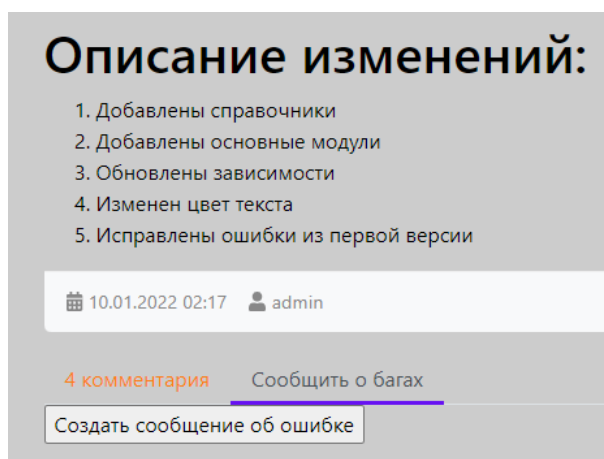 Описание изменений:
1. Добавлены справочники
2. Добавлены основные модули
3. Обновлены зависимости
4. Изменен цвет текста
5. Исправлены ошибки из первой версии
10.01.2022 02:17 admin
4 комментария Сообщить о багах
Создать сообщение об ошибке